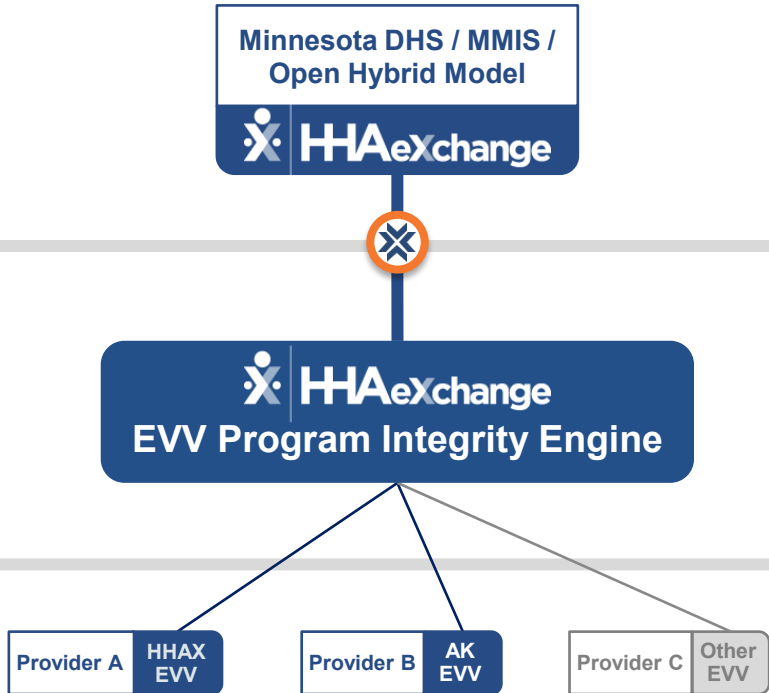 Minnesota DHS / MMIS /
Open Hybrid Model
HHAeXchange
HHAeXchange
EVV Program Integrity Engine
Provider A
HHAX
EVV
Provider B
AK
EVV
Provider C
Other
EVV